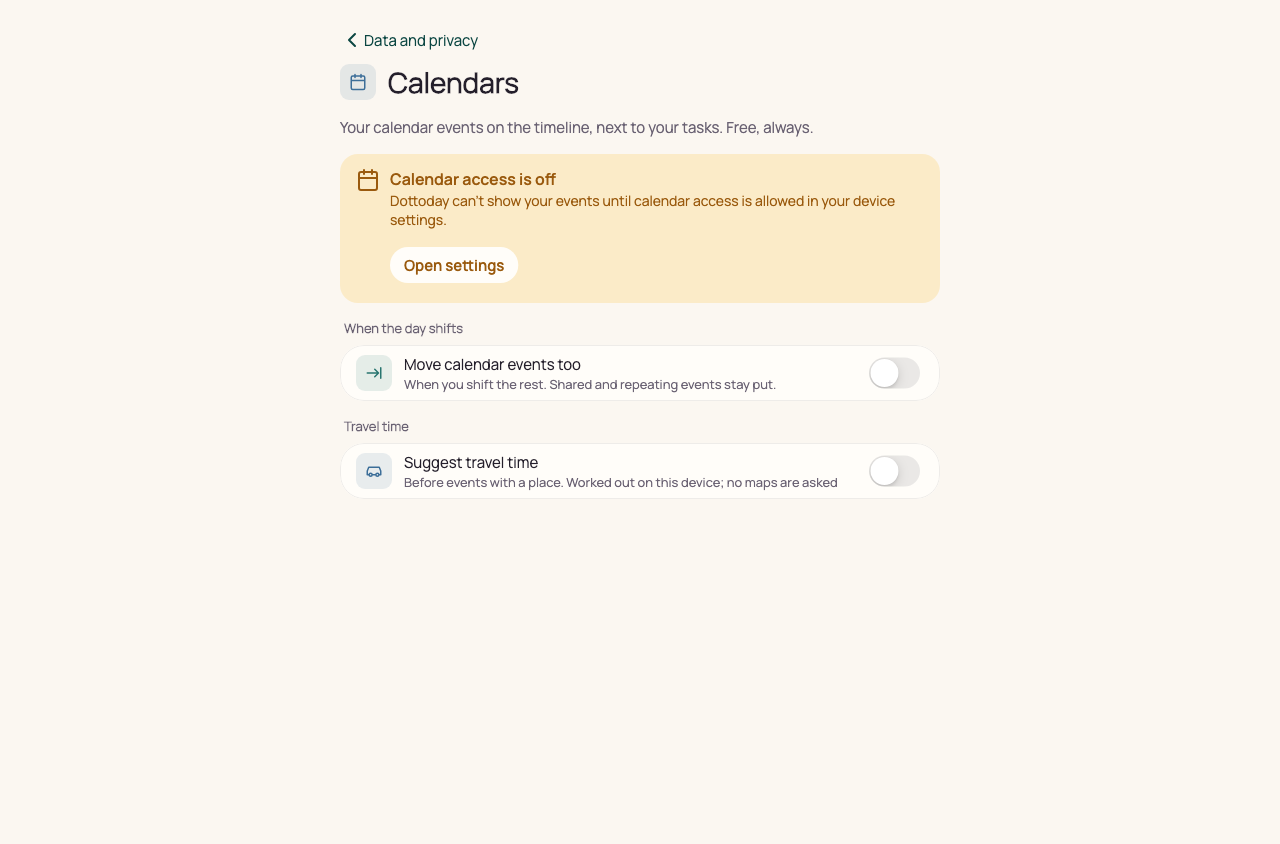 Data and privacy
Calendars
Your calendar events on the timeline, next to your tasks. Free, always.
Calendar access is off
Dottoday can't show your events until calendar access is allowed in your device
settings.
Open settings
When the day shifts
Move calendar events too
When you shift the rest. Shared and repeating events stay put.
Travel time
Suggest travel time
Before events with a place. Worked out on this device; no maps are asked